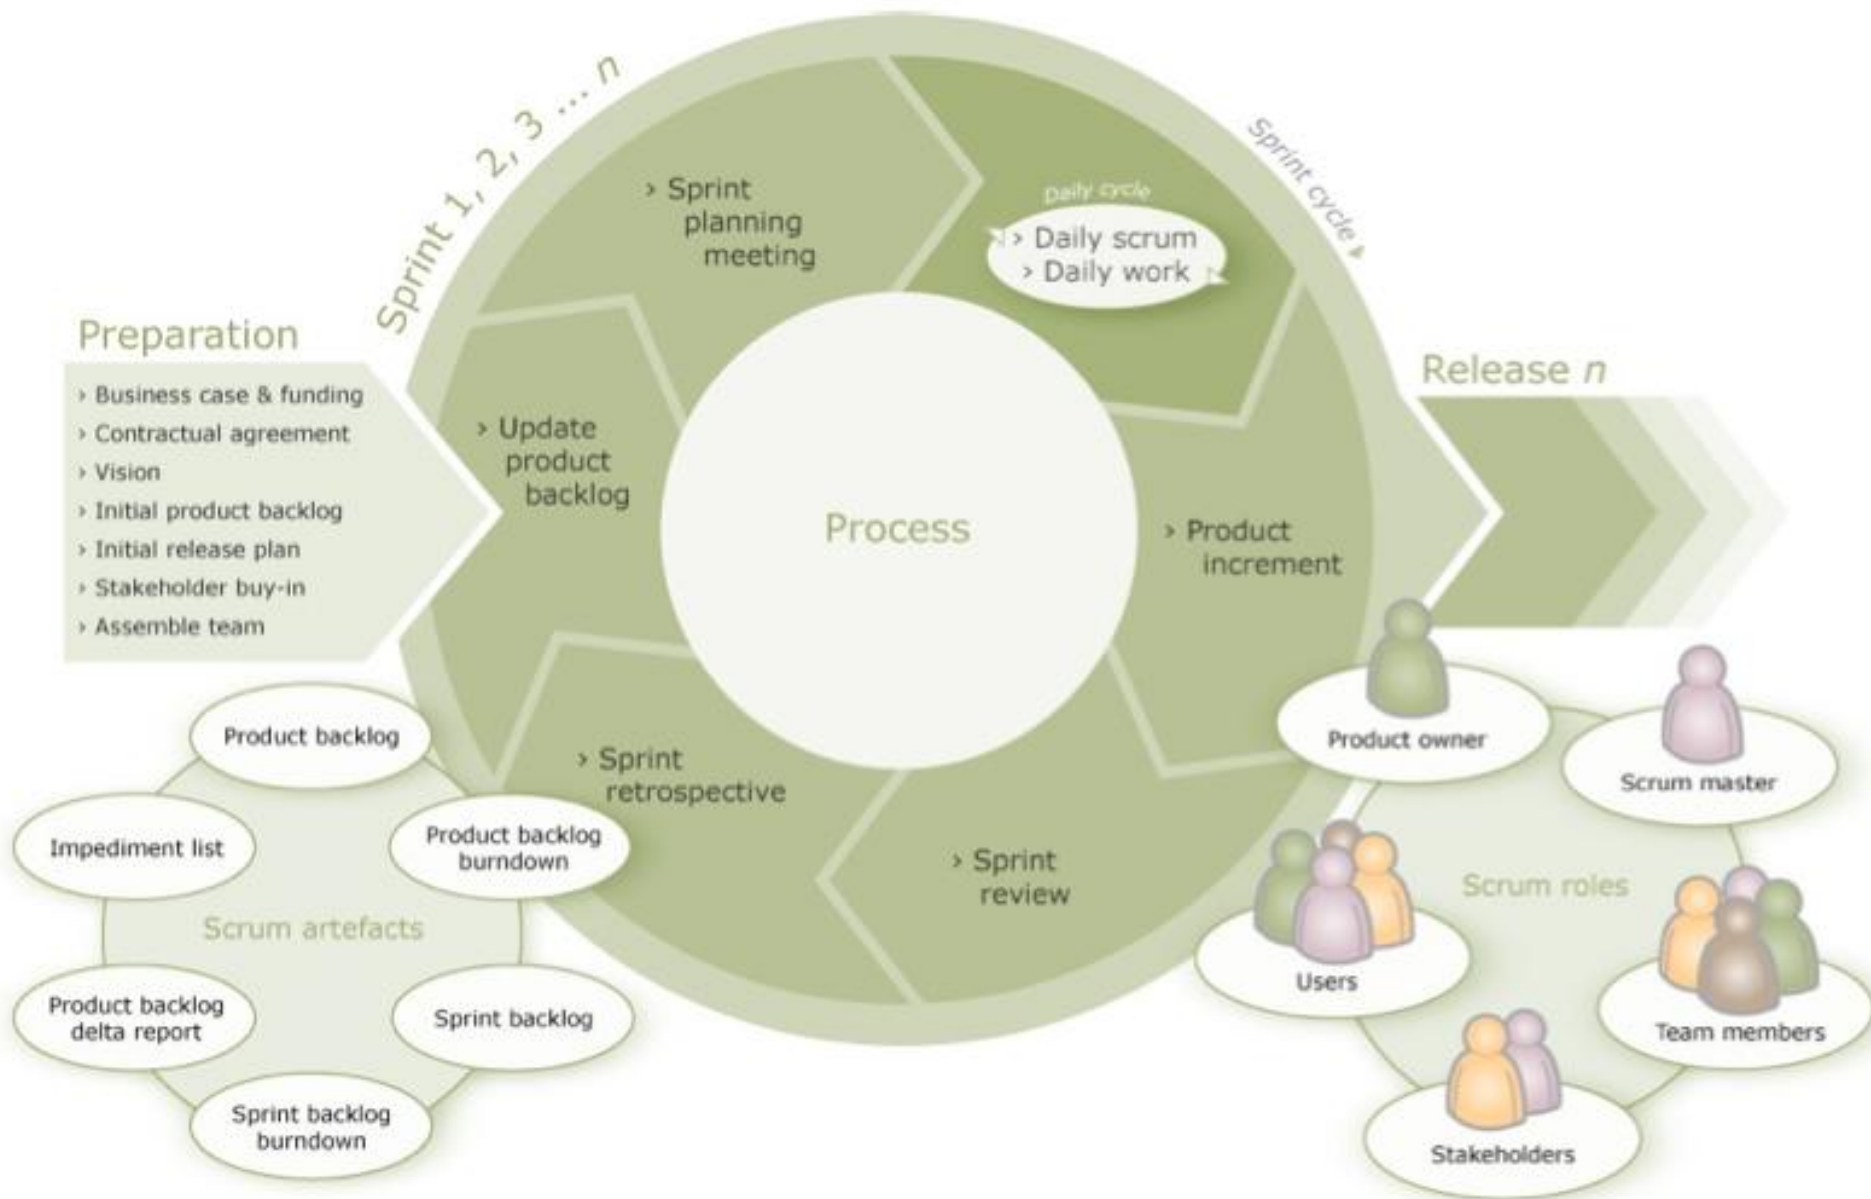 Sprint 1, 2, 3 ... n
Sprint cycle
Preparation
› Business case & funding
› Contractual agreement
› Vision
› Initial product backlog
› Initial release plan
› Stakeholder buy-in
› Assemble team
› Update
product
backlog
› Sprint
planning
meeting
Daily cycle
› Daily scrum
› Daily work
› Product
increment
› Sprint
review
› Sprint
retrospective
Process
Release n
Scrum artefacts
Product backlog
Product backlog
burndown
Sprint backlog
Sprint backlog
burndown
Product backlog
delta report
Impediment list
Scrum roles
Product owner
Scrum master
Team members
Stakeholders
Users